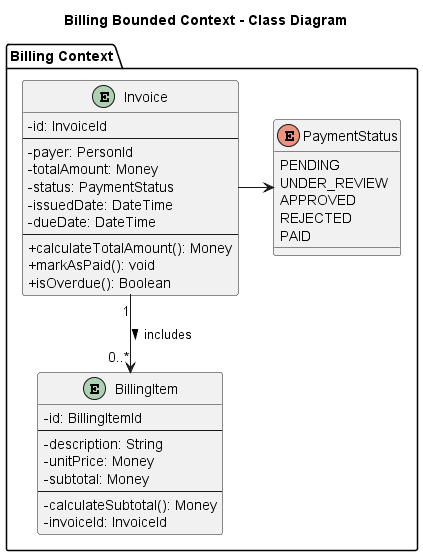 Billing Bounded Context - Class Diagram
Billing Context
E Invoice
-id: InvoiceId
-payer: PersonId
-totalAmount: Money
-status: PaymentStatus
-issuedDate: DateTime
-dueDate: DateTime
+calculateTotalAmount(): Money
+markAsPaid(): void
+isOverdue(): Boolean
E PaymentStatus
PENDING
UNDER_REVIEW
APPROVED
REJECTED
PAID
1
includes
0..*
E BillingItem
-id: BillingItemId
-description: String
-unitPrice: Money
-subtotal: Money
-calculateSubtotal(): Money
-invoiceId: InvoiceId